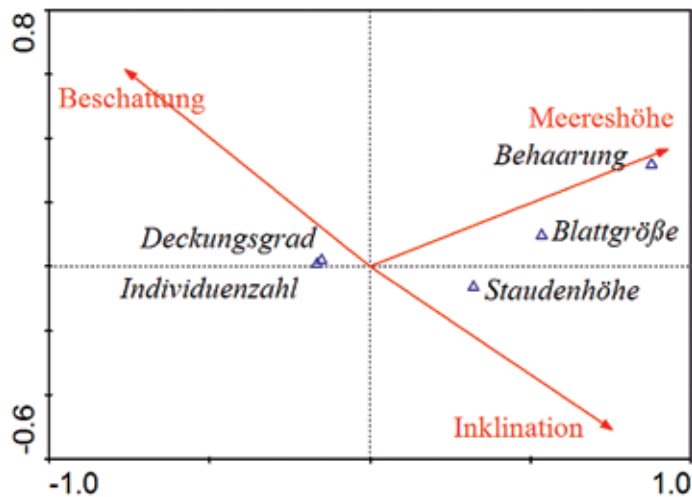 0.8
Beschattung
Meereshöhe
Behaarung
Deckungsgrad
Blattgröße
Individuenzahl
Staudenhöhe
Inklination
-0.6
-1.0
1.0